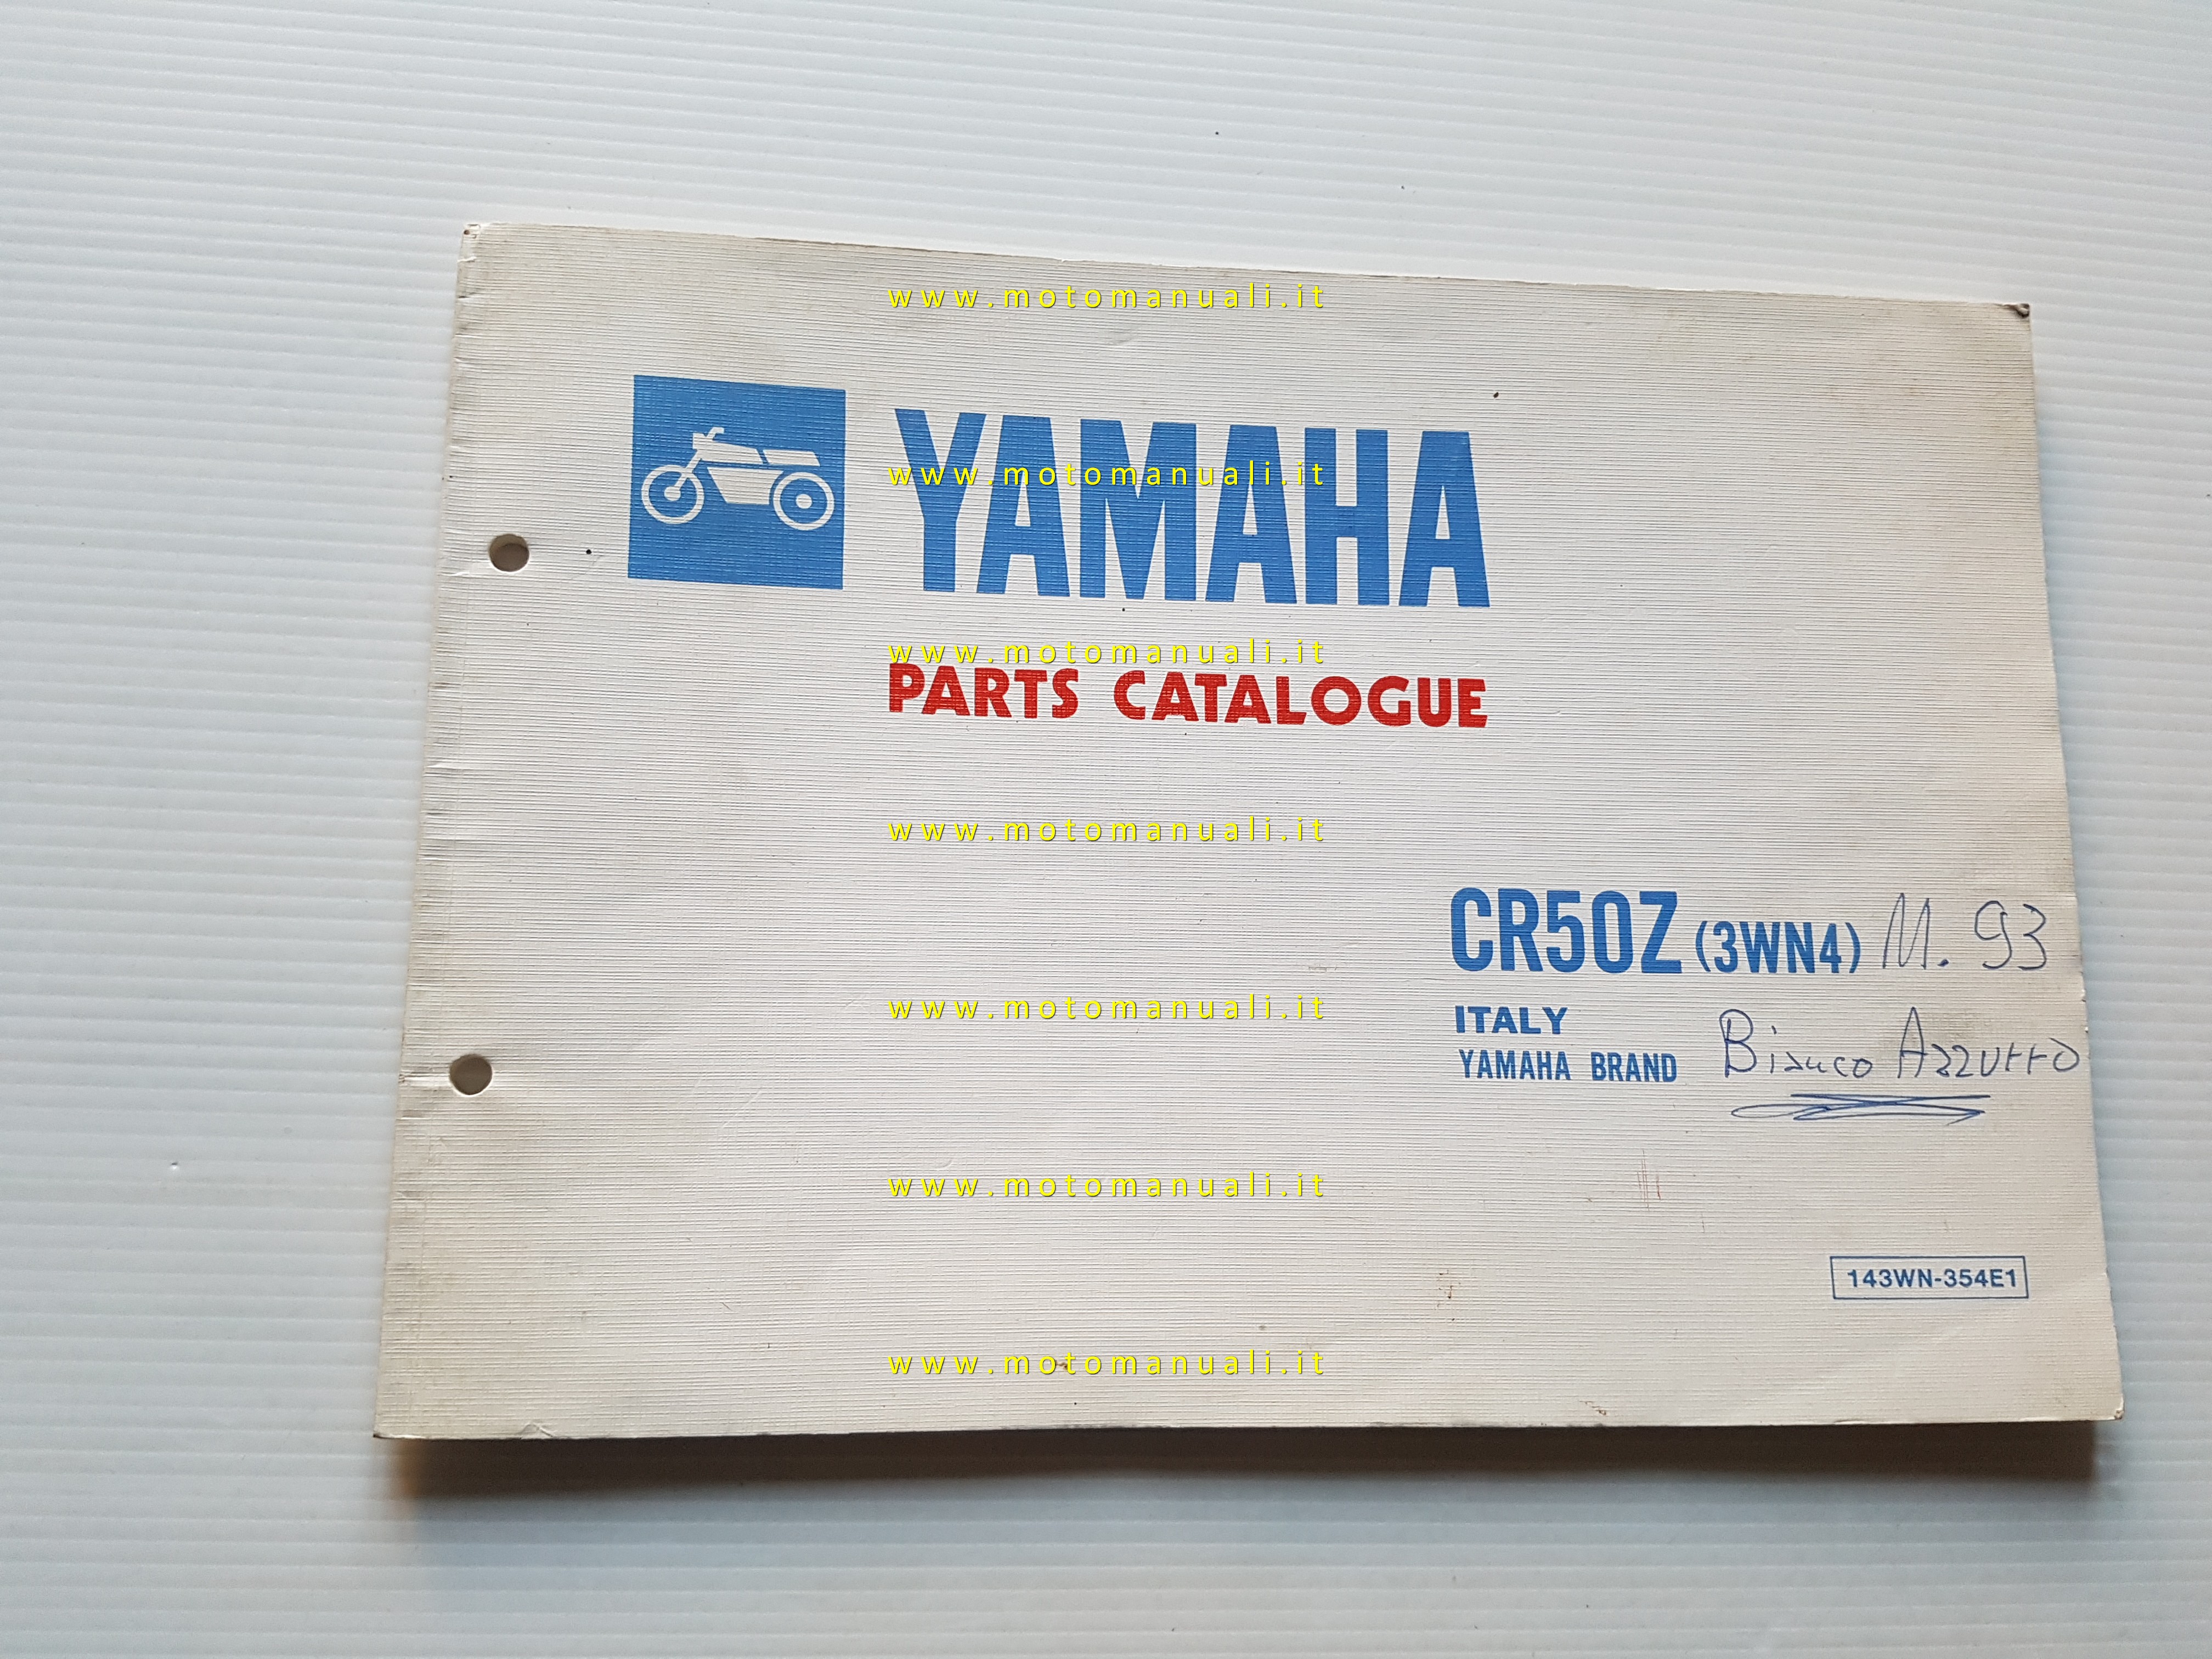 www.motomanuali.it
YAMAHA
www.motomanuali.it
www.motomanuali.it
PARTS CATALOGUE
www.motomanuali.it
CR50Z (3WN4) M. 93
www.motomanuali.it
ITALY
YAMAHA BRAND Bianco Azzurro
www.motomanuali.it
143WN-354E1
www.motomanuali.it